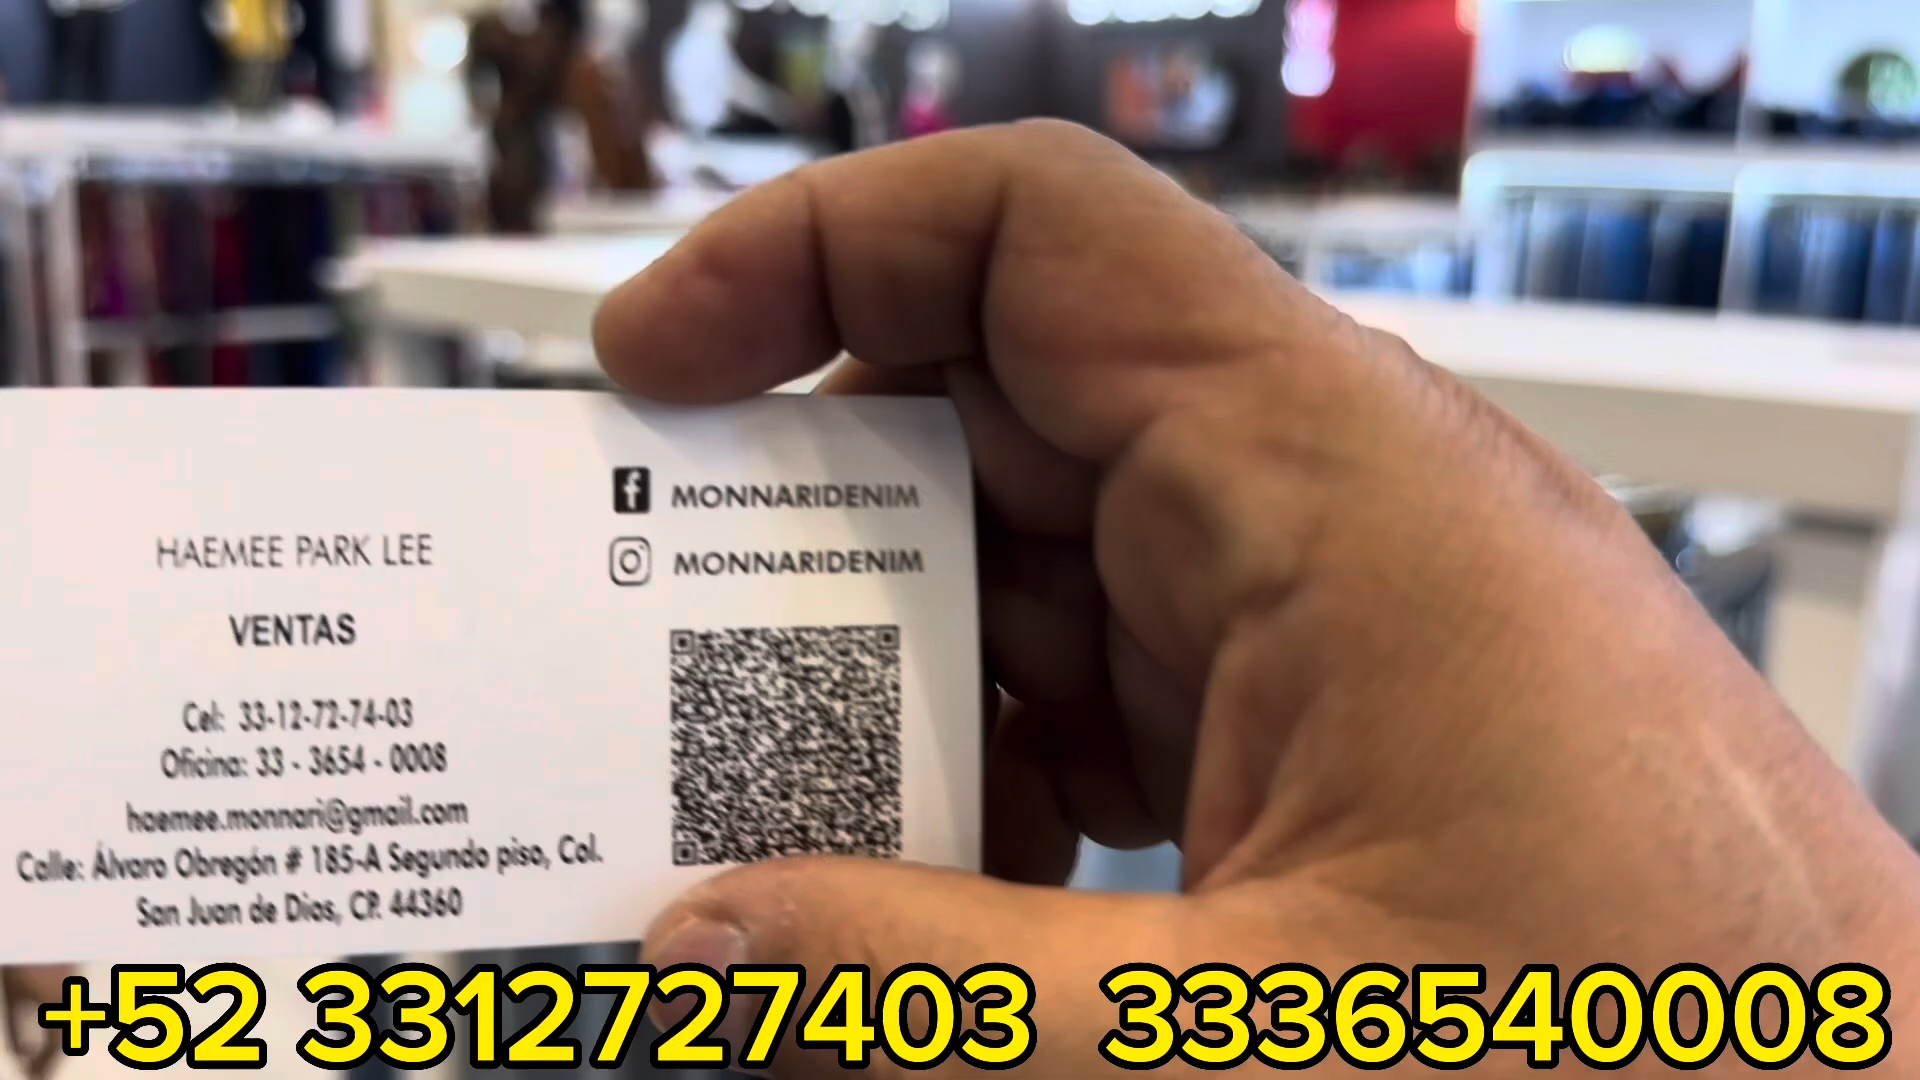 HAEMEE PARK LEE
VENTAS
Cel: 33-12-72-74-03
Oficina: 33 - 3654 - 0008
haemee.monnari@gmail.com
Calle: Álvaro Obregón # 185-A Segundo piso, Col.
San Juan de Dios, CP. 44360
MONNARIDENIM
MONNARIDENIM
+52 3312727403 3336540008